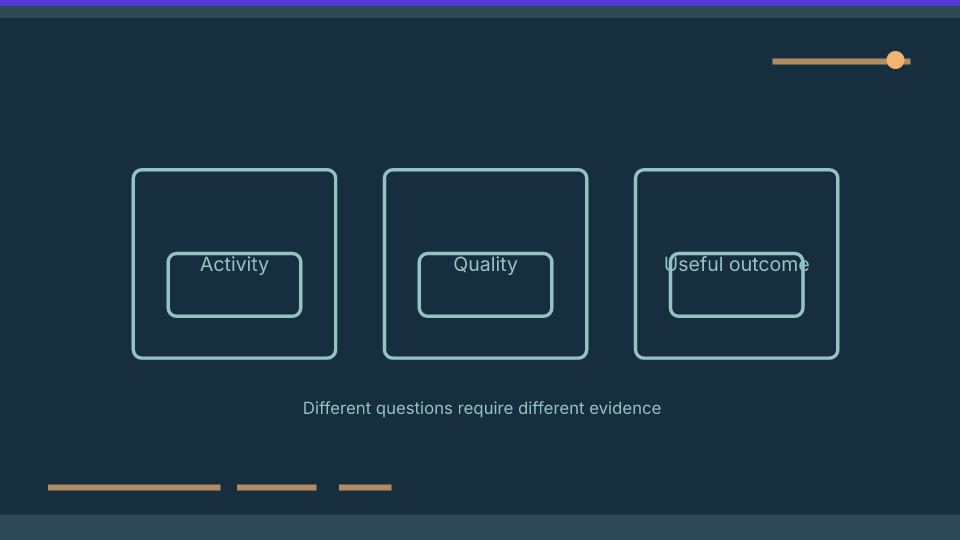 Activity
Quality
Useful outcome
Different questions require different evidence